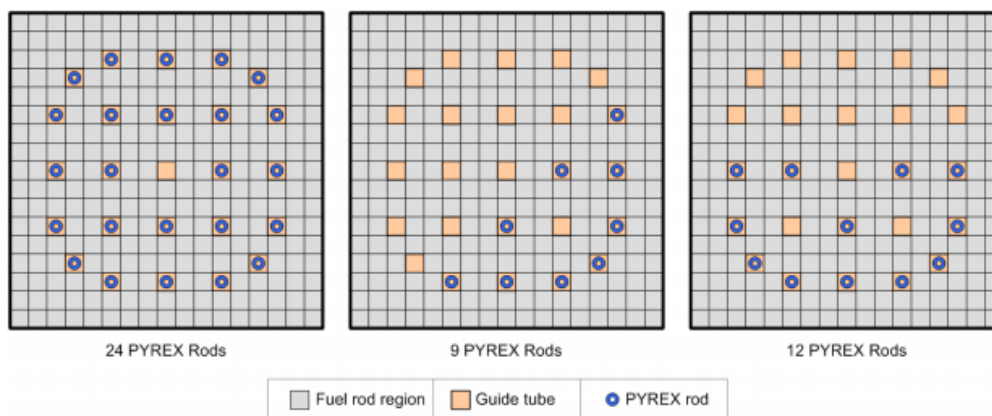 24 PYREX Rods
9 PYREX Rods
12 PYREX Rods
Fuel rod region
Guide tube
PYREX rod